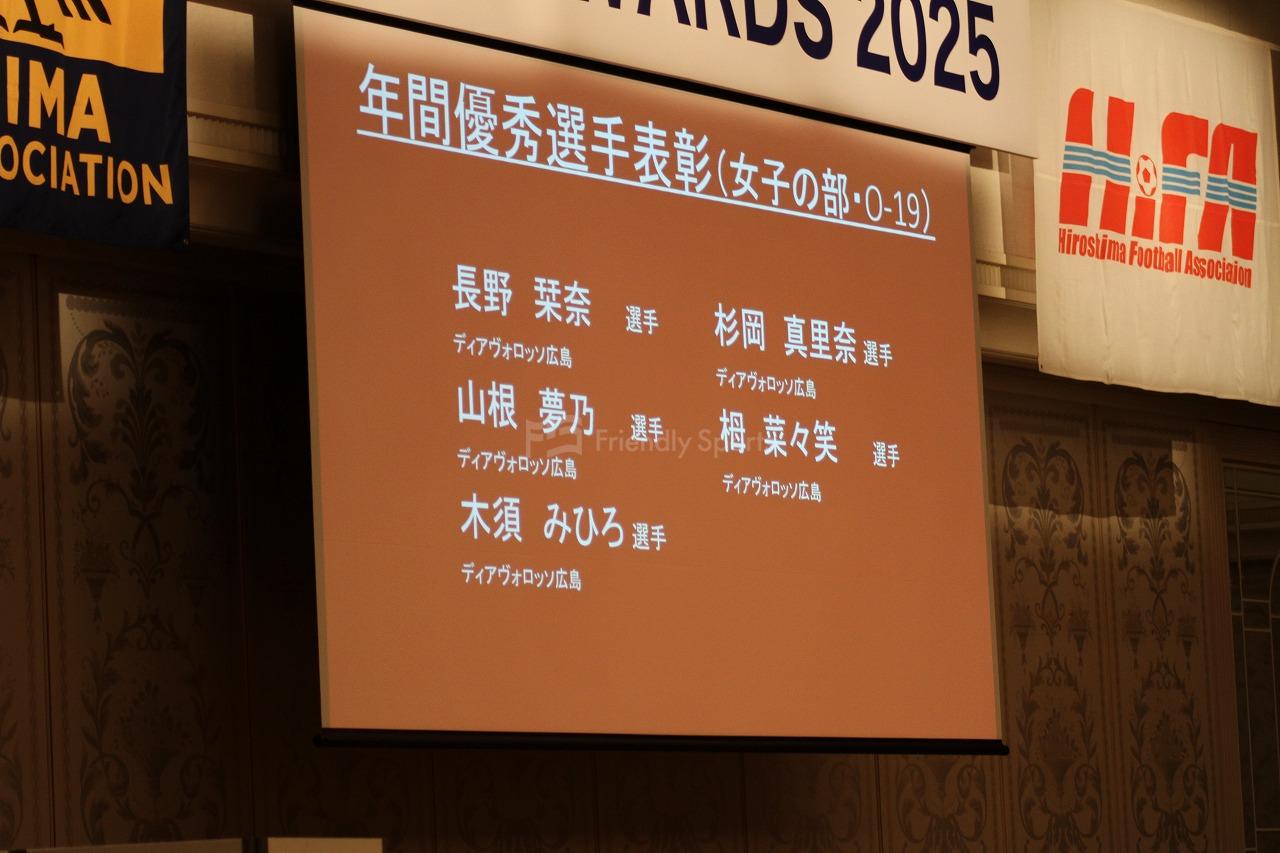 AWARDS 2025
IMA
OCIATION
H.FA
Hiroshima Football Association
年間優秀選手表彰(女子の部・O-19)
長野 栞奈 選手
ディアヴォロッソ広島
杉岡 真里奈 選手
ディアヴォロッソ広島
山根 夢乃 選手
ディアヴォロッソ広島
栂 菜々笑 選手
ディアヴォロッソ広島
木須 みひろ 選手
ディアヴォロッソ広島
Friendly Sports